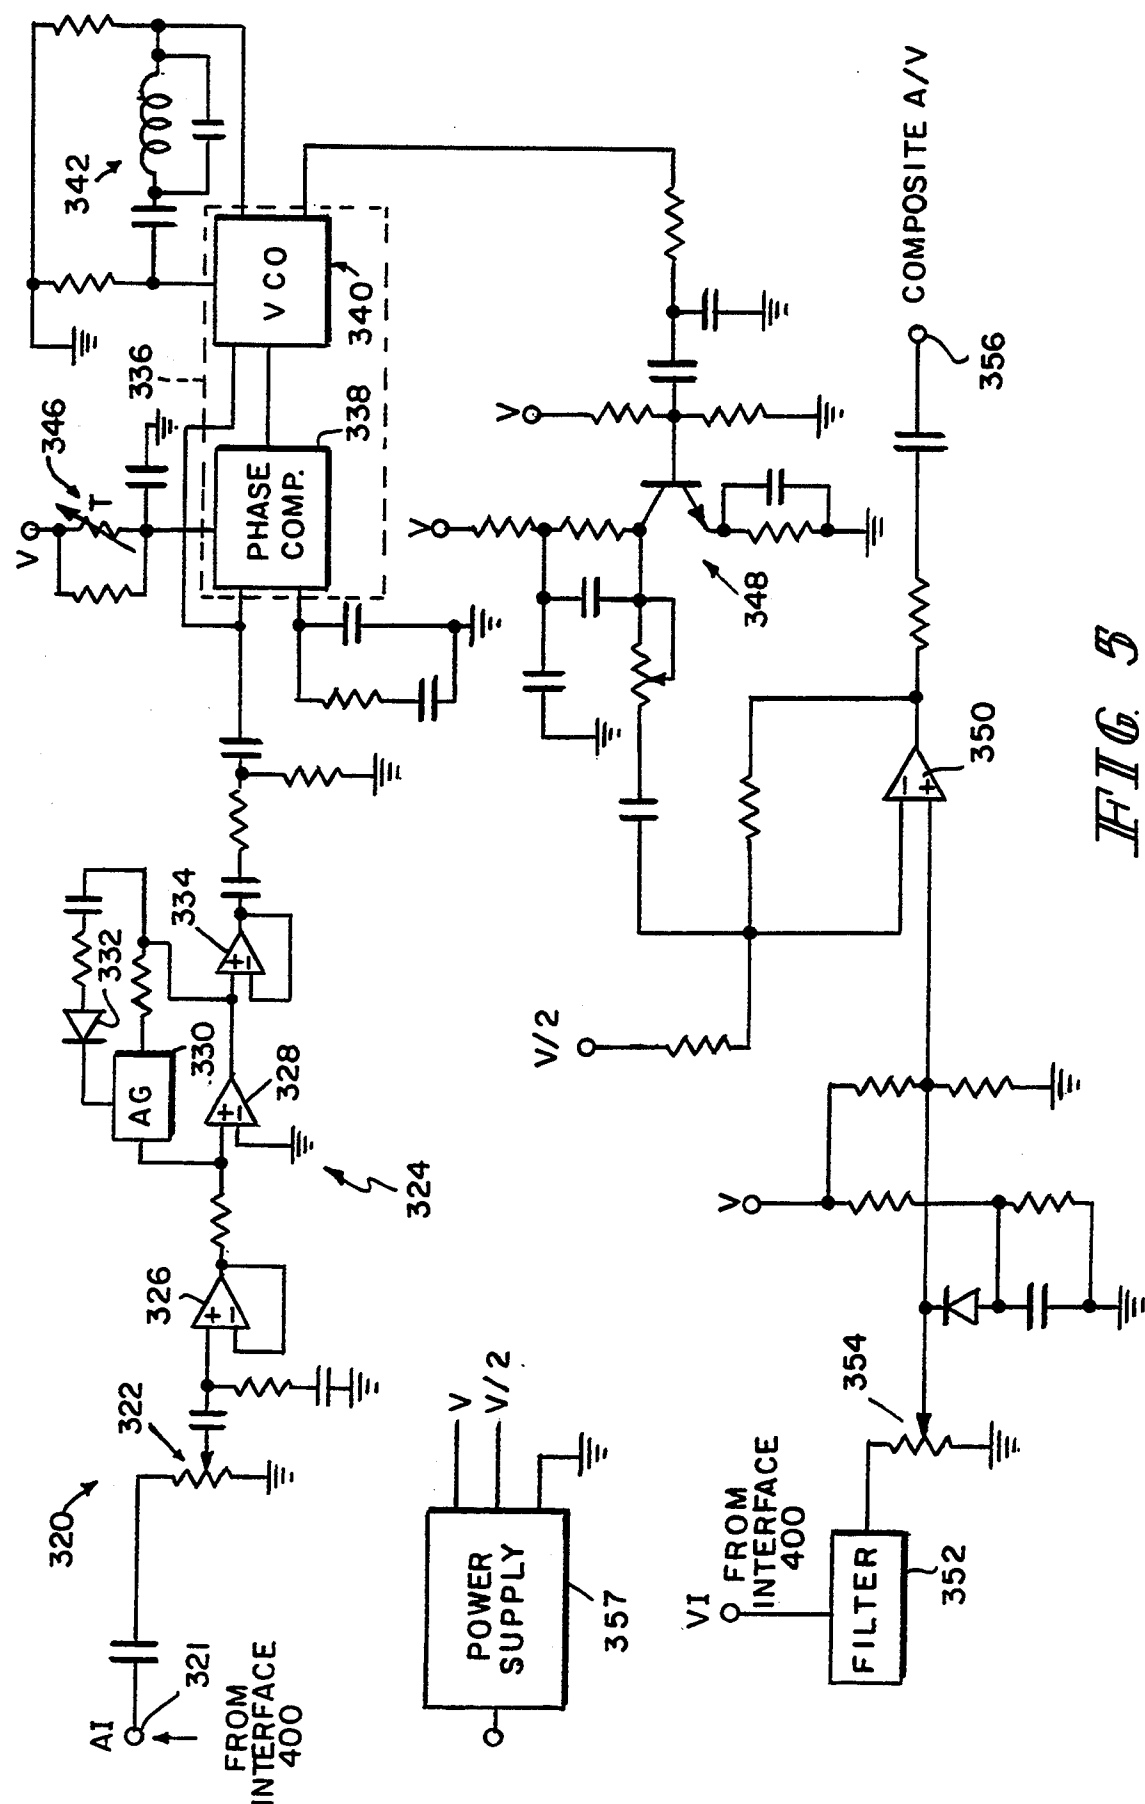 320
AI
321
FROM
INTERFACE
400
322
326
+
−
324
328
+
−
AG
330
332
334
+
−
V
346
T
336
PHASE
COMP.
338
VCO
340
342
POWER
SUPPLY
357
V
V/2
V/2
V
V
348
VI
FROM
INTERFACE
400
FILTER
352
354
V
−
+
350
356
COMPOSITE A/V
FIG. 5